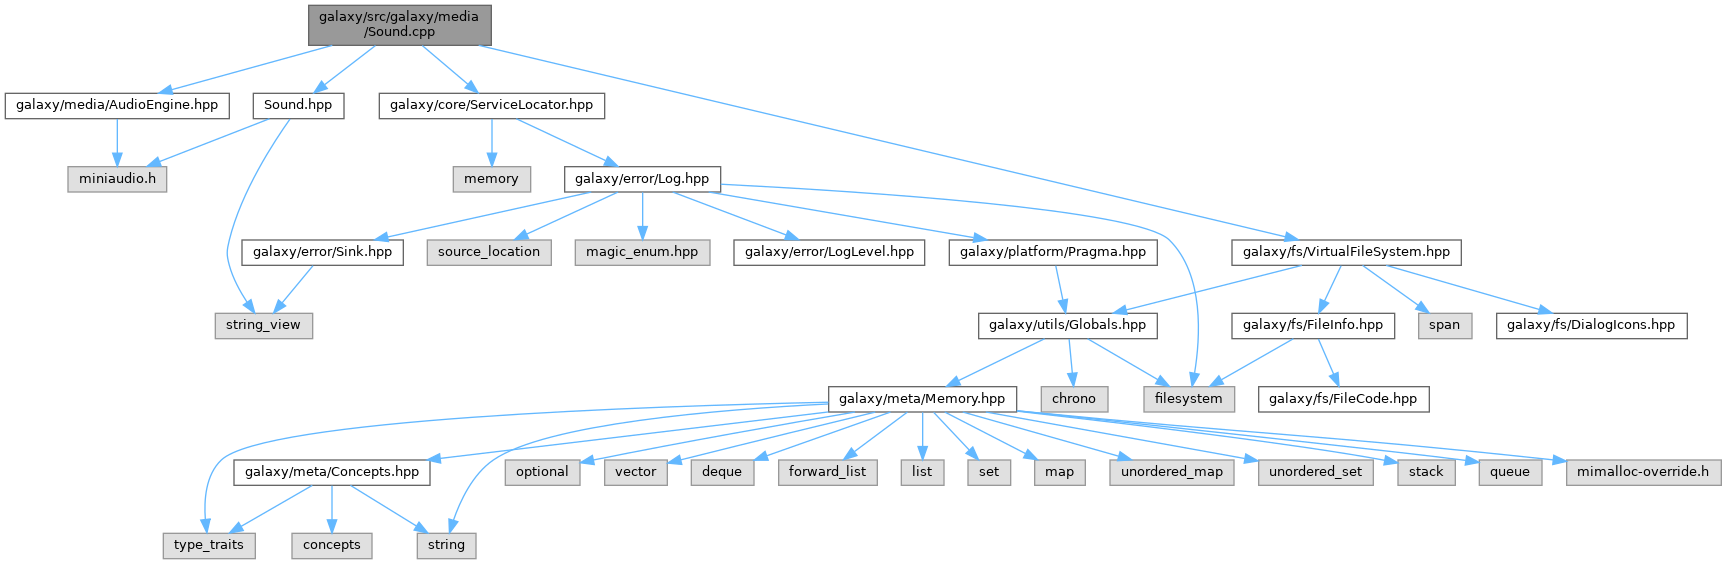 galaxy/src/galaxy/media
/Sound.cpp
galaxy/media/AudioEngine.hpp
Sound.hpp
galaxy/core/ServiceLocator.hpp
miniaudio.h
memory
galaxy/error/Log.hpp
galaxy/error/Sink.hpp
source_location
magic_enum.hpp
galaxy/error/LogLevel.hpp
galaxy/platform/Pragma.hpp
galaxy/fs/VirtualFileSystem.hpp
string_view
galaxy/utils/Globals.hpp
galaxy/fs/FileInfo.hpp
span
galaxy/fs/DialogIcons.hpp
galaxy/meta/Memory.hpp
chrono
filesystem
galaxy/fs/FileCode.hpp
galaxy/meta/Concepts.hpp
optional
vector
deque
forward_list
list
set
map
unordered_map
unordered_set
stack
queue
mimalloc-override.h
type_traits
concepts
string